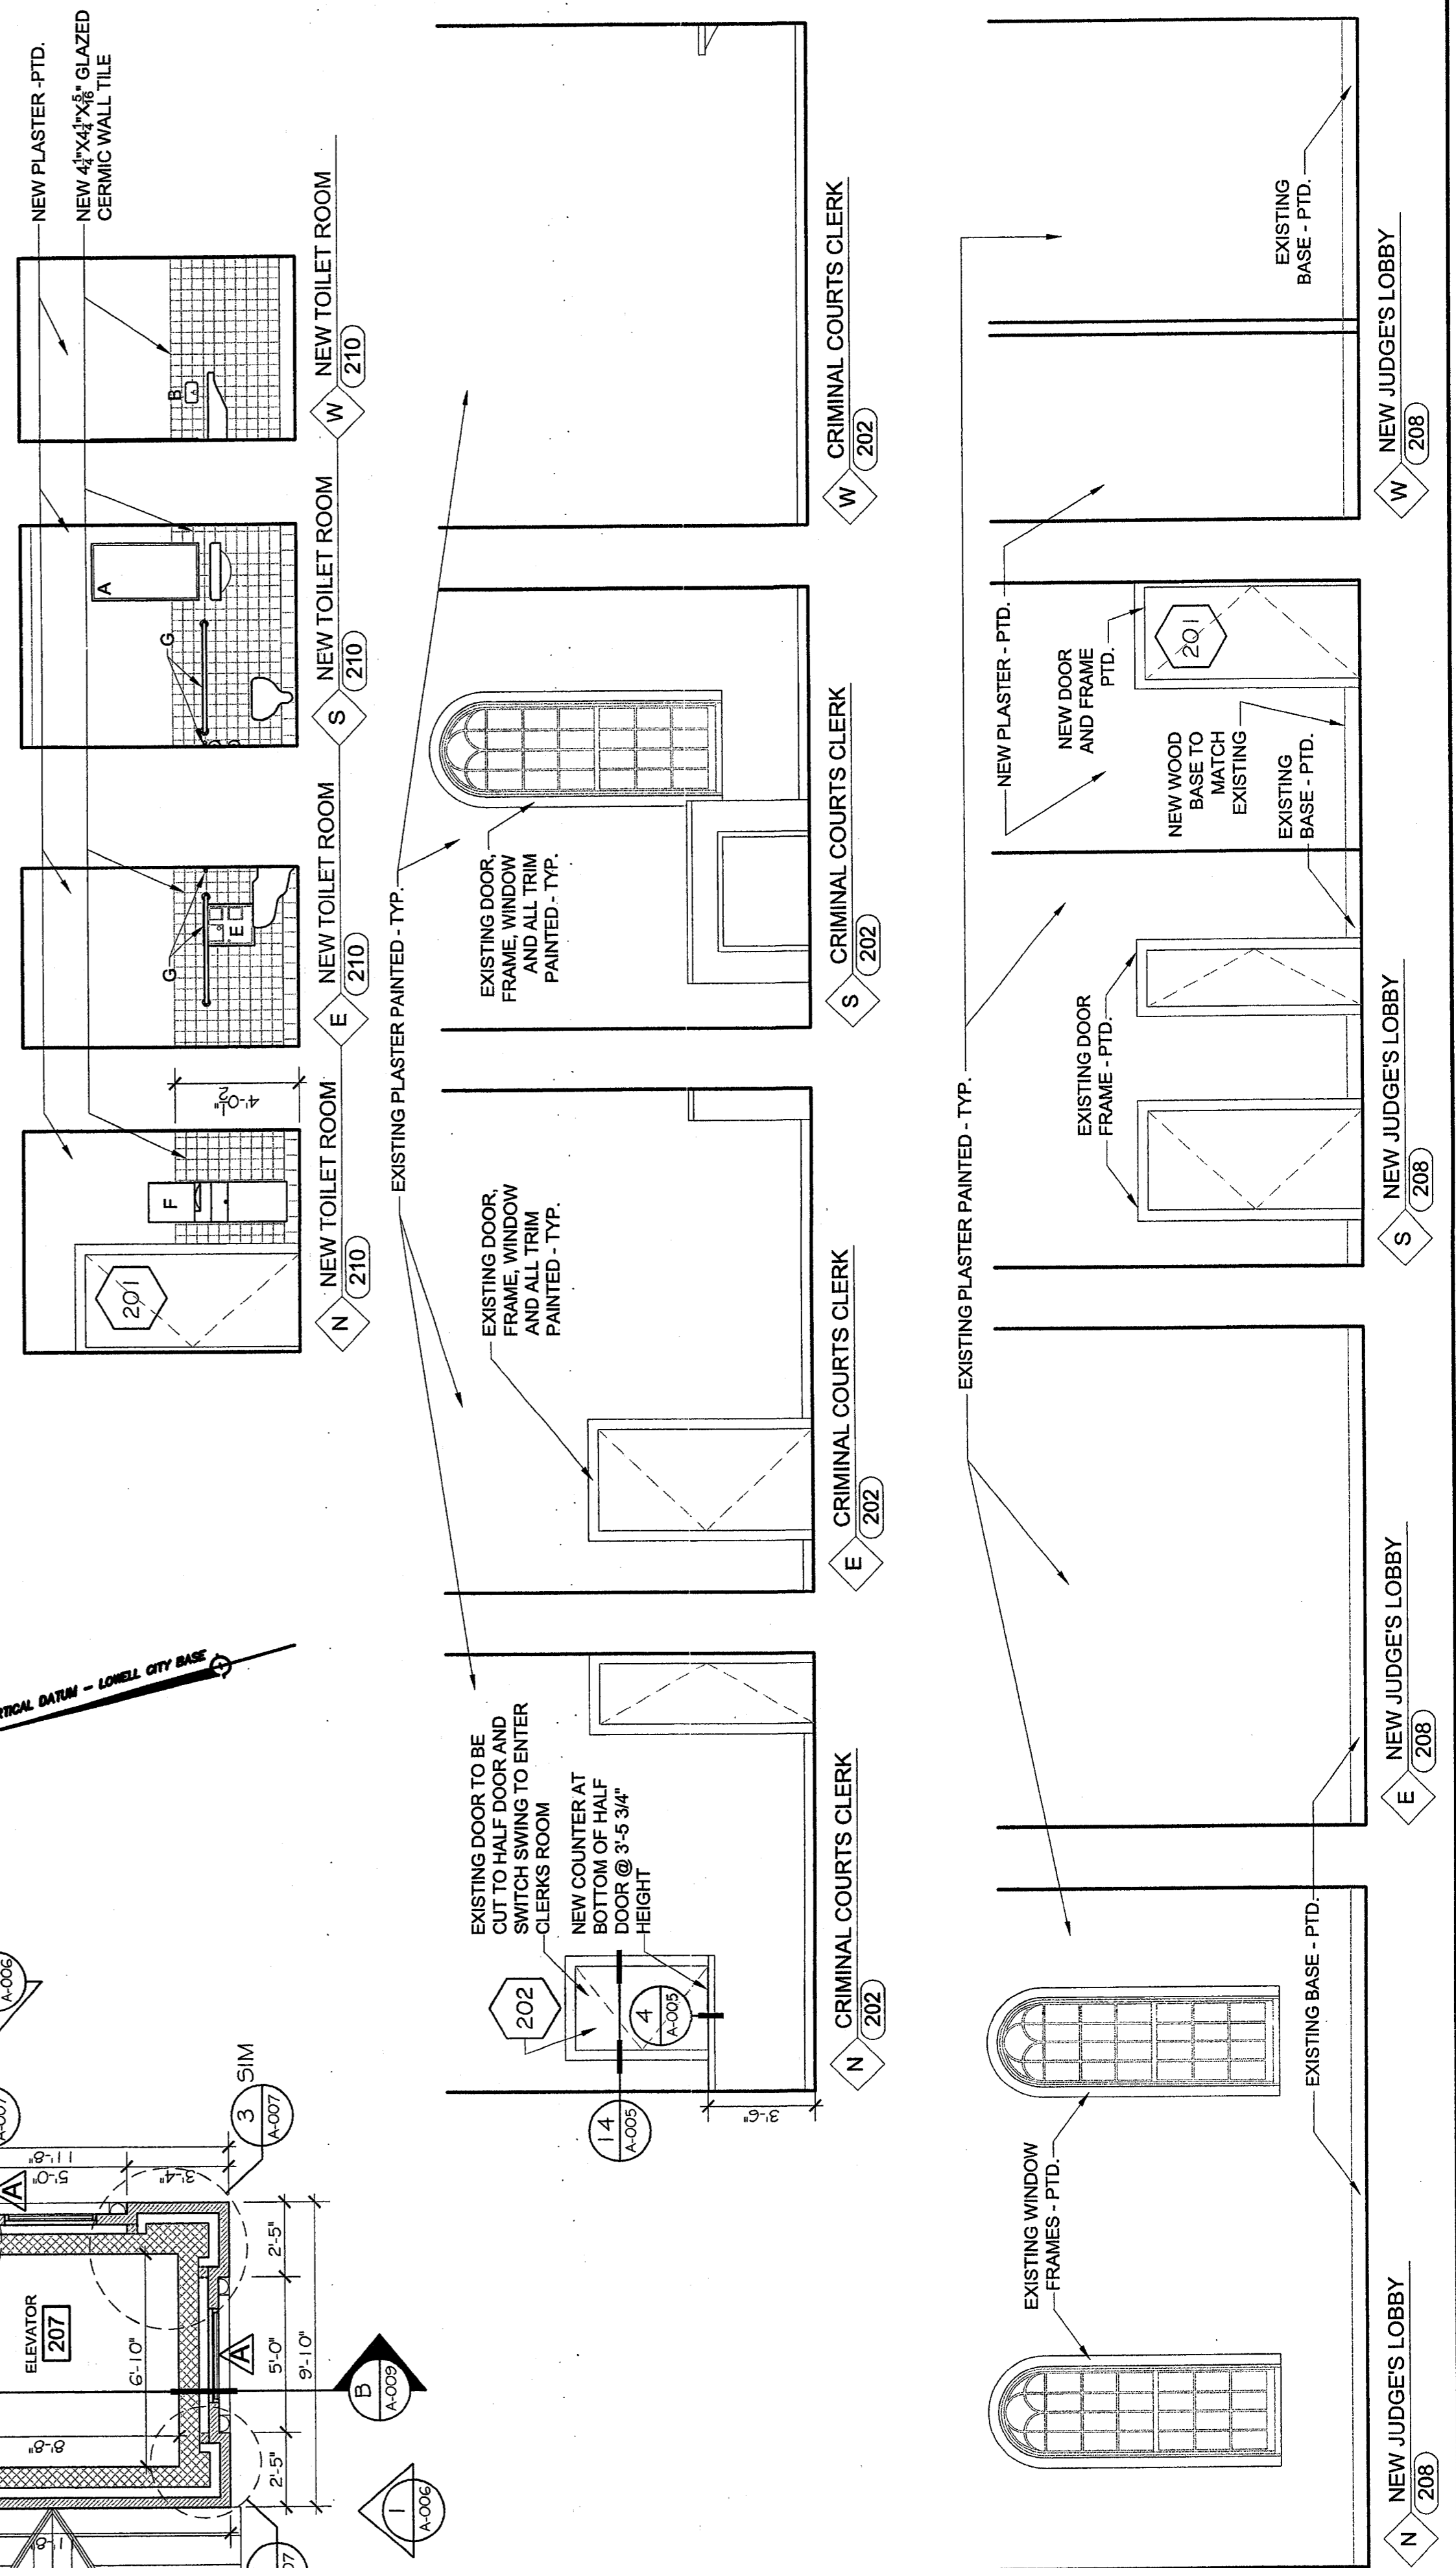 NEW PLASTER -PTD.
NEW 4¼"X4¼"X5/16" GLAZED
CERMIC WALL TILE
201
F
4'-0½"
G
E
G
A
B
N NEW TOILET ROOM
210
E NEW TOILET ROOM
210
S NEW TOILET ROOM
210
W NEW TOILET ROOM
210
RTICAL DATUM - LOWELL CITY BASE
EXISTING PLASTER PAINTED - TYP.
EXISTING DOOR TO BE
CUT TO HALF DOOR AND
SWITCH SWING TO ENTER
CLERKS ROOM
NEW COUNTER AT
BOTTOM OF HALF
DOOR @ 3'-5 3/4"
HEIGHT
202
4
A-005
14
A-005
3'-6"
EXISTING DOOR,
FRAME, WINDOW
AND ALL TRIM
PAINTED - TYP.
EXISTING DOOR,
FRAME, WINDOW
AND ALL TRIM
PAINTED.- TYP.
N CRIMINAL COURTS CLERK
202
E CRIMINAL COURTS CLERK
202
S CRIMINAL COURTS CLERK
202
W CRIMINAL COURTS CLERK
202
A-006
A-007
11'-8"
5'-0"
3'-4"
A
3
A-007
SIM
ELEVATOR
207
6'-10"
8'-8"
2'-5"
5'-0"
2'-5"
9'-10"
A
B
A-009
1
A-006
11'-8"
07
EXISTING PLASTER PAINTED - TYP.
EXISTING WINDOW
FRAMES - PTD.
EXISTING BASE - PTD.
EXISTING DOOR
FRAME - PTD.
NEW PLASTER - PTD.
NEW DOOR
AND FRAME
PTD.
201
NEW WOOD
BASE TO
MATCH
EXISTING
EXISTING
BASE - PTD.
EXISTING
BASE - PTD.
N NEW JUDGE'S LOBBY
208
E NEW JUDGE'S LOBBY
208
S NEW JUDGE'S LOBBY
208
W NEW JUDGE'S LOBBY
208